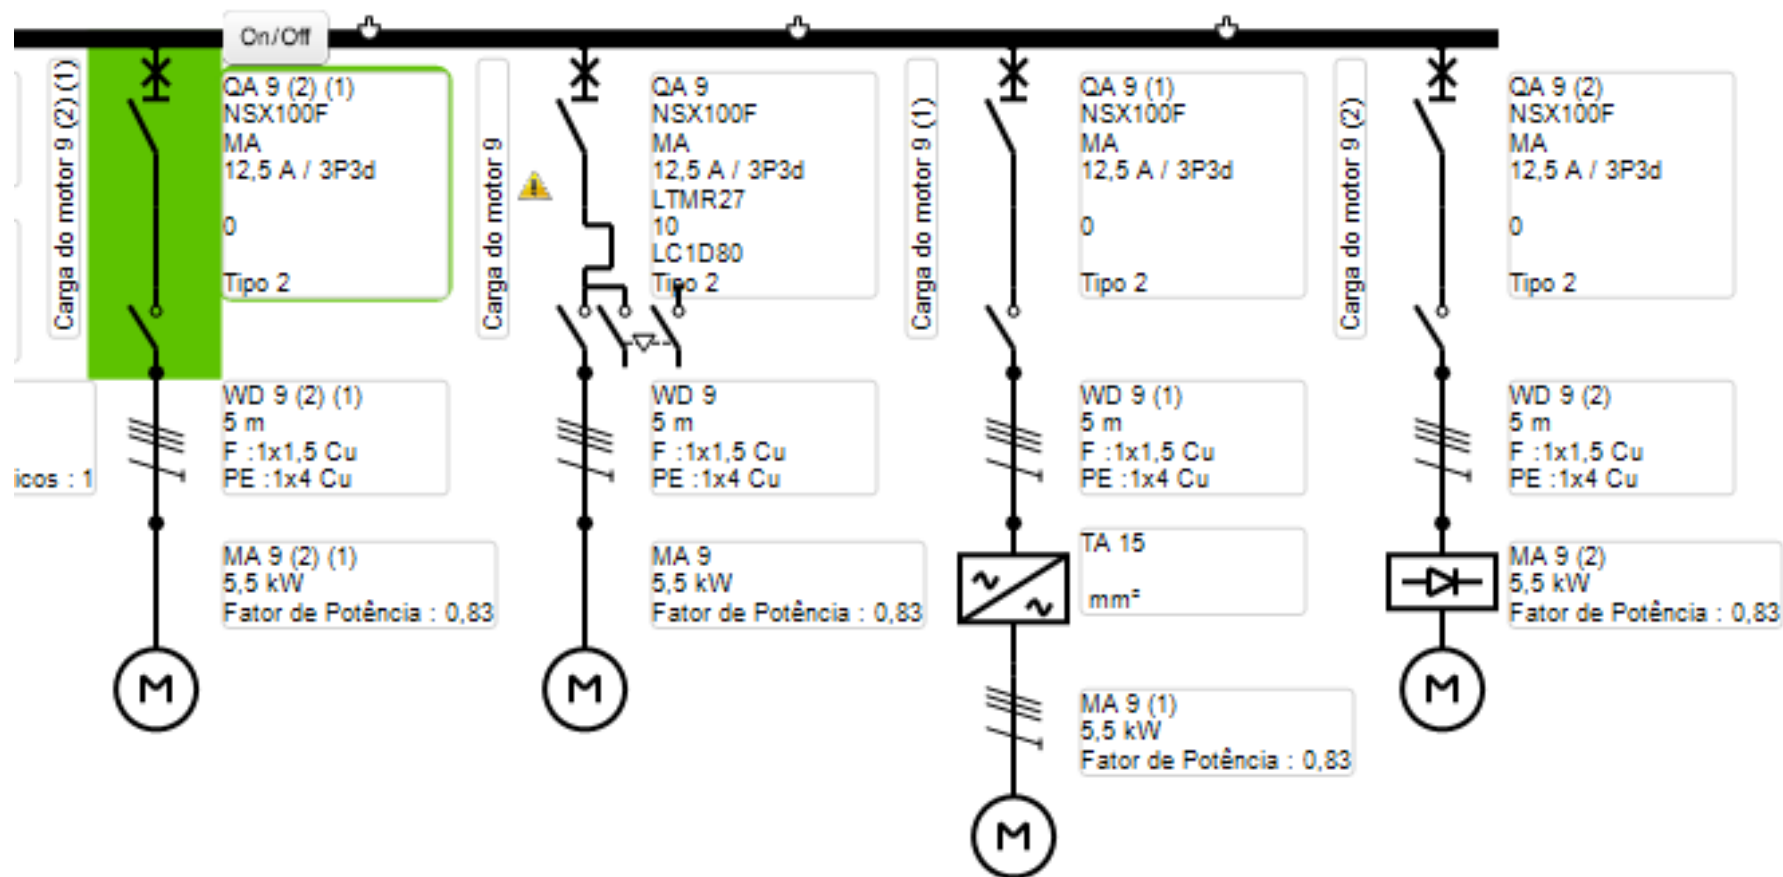 On/Off
Carga do motor 9 (2) (1)
QA 9 (2) (1)
NSX100F
MA
12,5 A / 3P3d
0
Tipo 2
WD 9 (2) (1)
5 m
F :1x1,5 Cu
PE :1x4 Cu
icos : 1
MA 9 (2) (1)
5,5 kW
Fator de Potência : 0,83
M
Carga do motor 9
QA 9
NSX100F
MA
12,5 A / 3P3d
LTMR27
10
LC1D80
Tipo 2
WD 9
5 m
F :1x1,5 Cu
PE :1x4 Cu
MA 9
5,5 kW
Fator de Potência : 0,83
M
Carga do motor 9 (1)
QA 9 (1)
NSX100F
MA
12,5 A / 3P3d
0
Tipo 2
WD 9 (1)
5 m
F :1x1,5 Cu
PE :1x4 Cu
TA 15
mm²
MA 9 (1)
5,5 kW
Fator de Potência : 0,83
M
Carga do motor 9 (2)
QA 9 (2)
NSX100F
MA
12,5 A / 3P3d
0
Tipo 2
WD 9 (2)
5 m
F :1x1,5 Cu
PE :1x4 Cu
MA 9 (2)
5,5 kW
Fator de Potência : 0,83
M